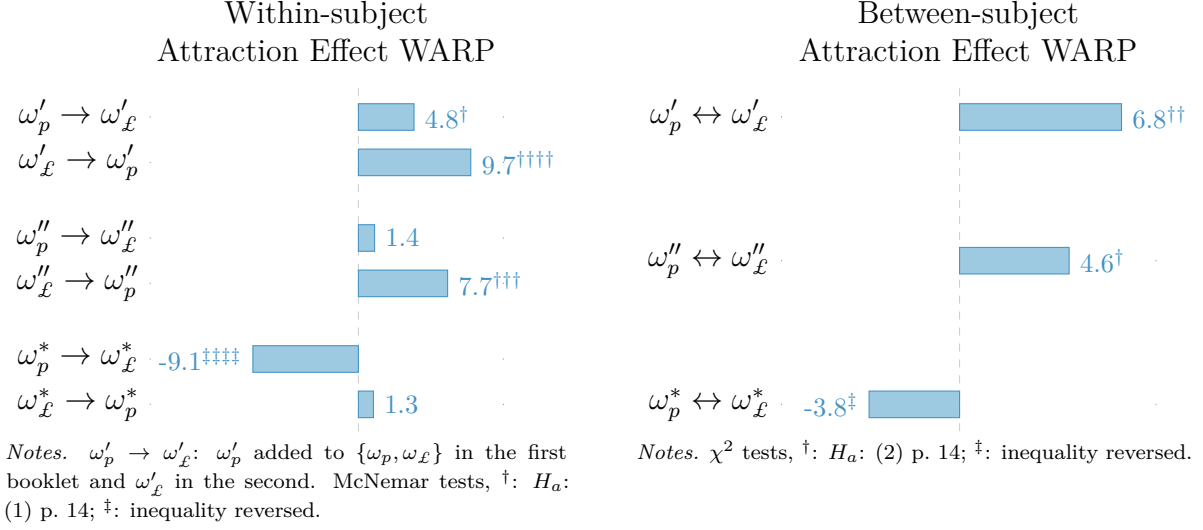 Within-subject
Attraction Effect WARP
ω′ₚ → ω′£ 4.8†
ω′£ → ω′ₚ 9.7††††
ω″ₚ → ω″£ 1.4
ω″£ → ω″ₚ 7.7†††
ω*ₚ → ω*£ -9.1‡‡‡‡
ω*£ → ω*ₚ 1.3
Notes. ω′ₚ → ω′£: ω′ₚ added to {ωₚ, ω£} in the first
booklet and ω′£ in the second. McNemar tests, †: Hₐ:
(1) p. 14; ‡: inequality reversed.
Between-subject
Attraction Effect WARP
ω′ₚ ↔ ω′£ 6.8††
ω″ₚ ↔ ω″£ 4.6†
ω*ₚ ↔ ω*£ -3.8‡
Notes. χ² tests, †: Hₐ: (2) p. 14; ‡: inequality reversed.